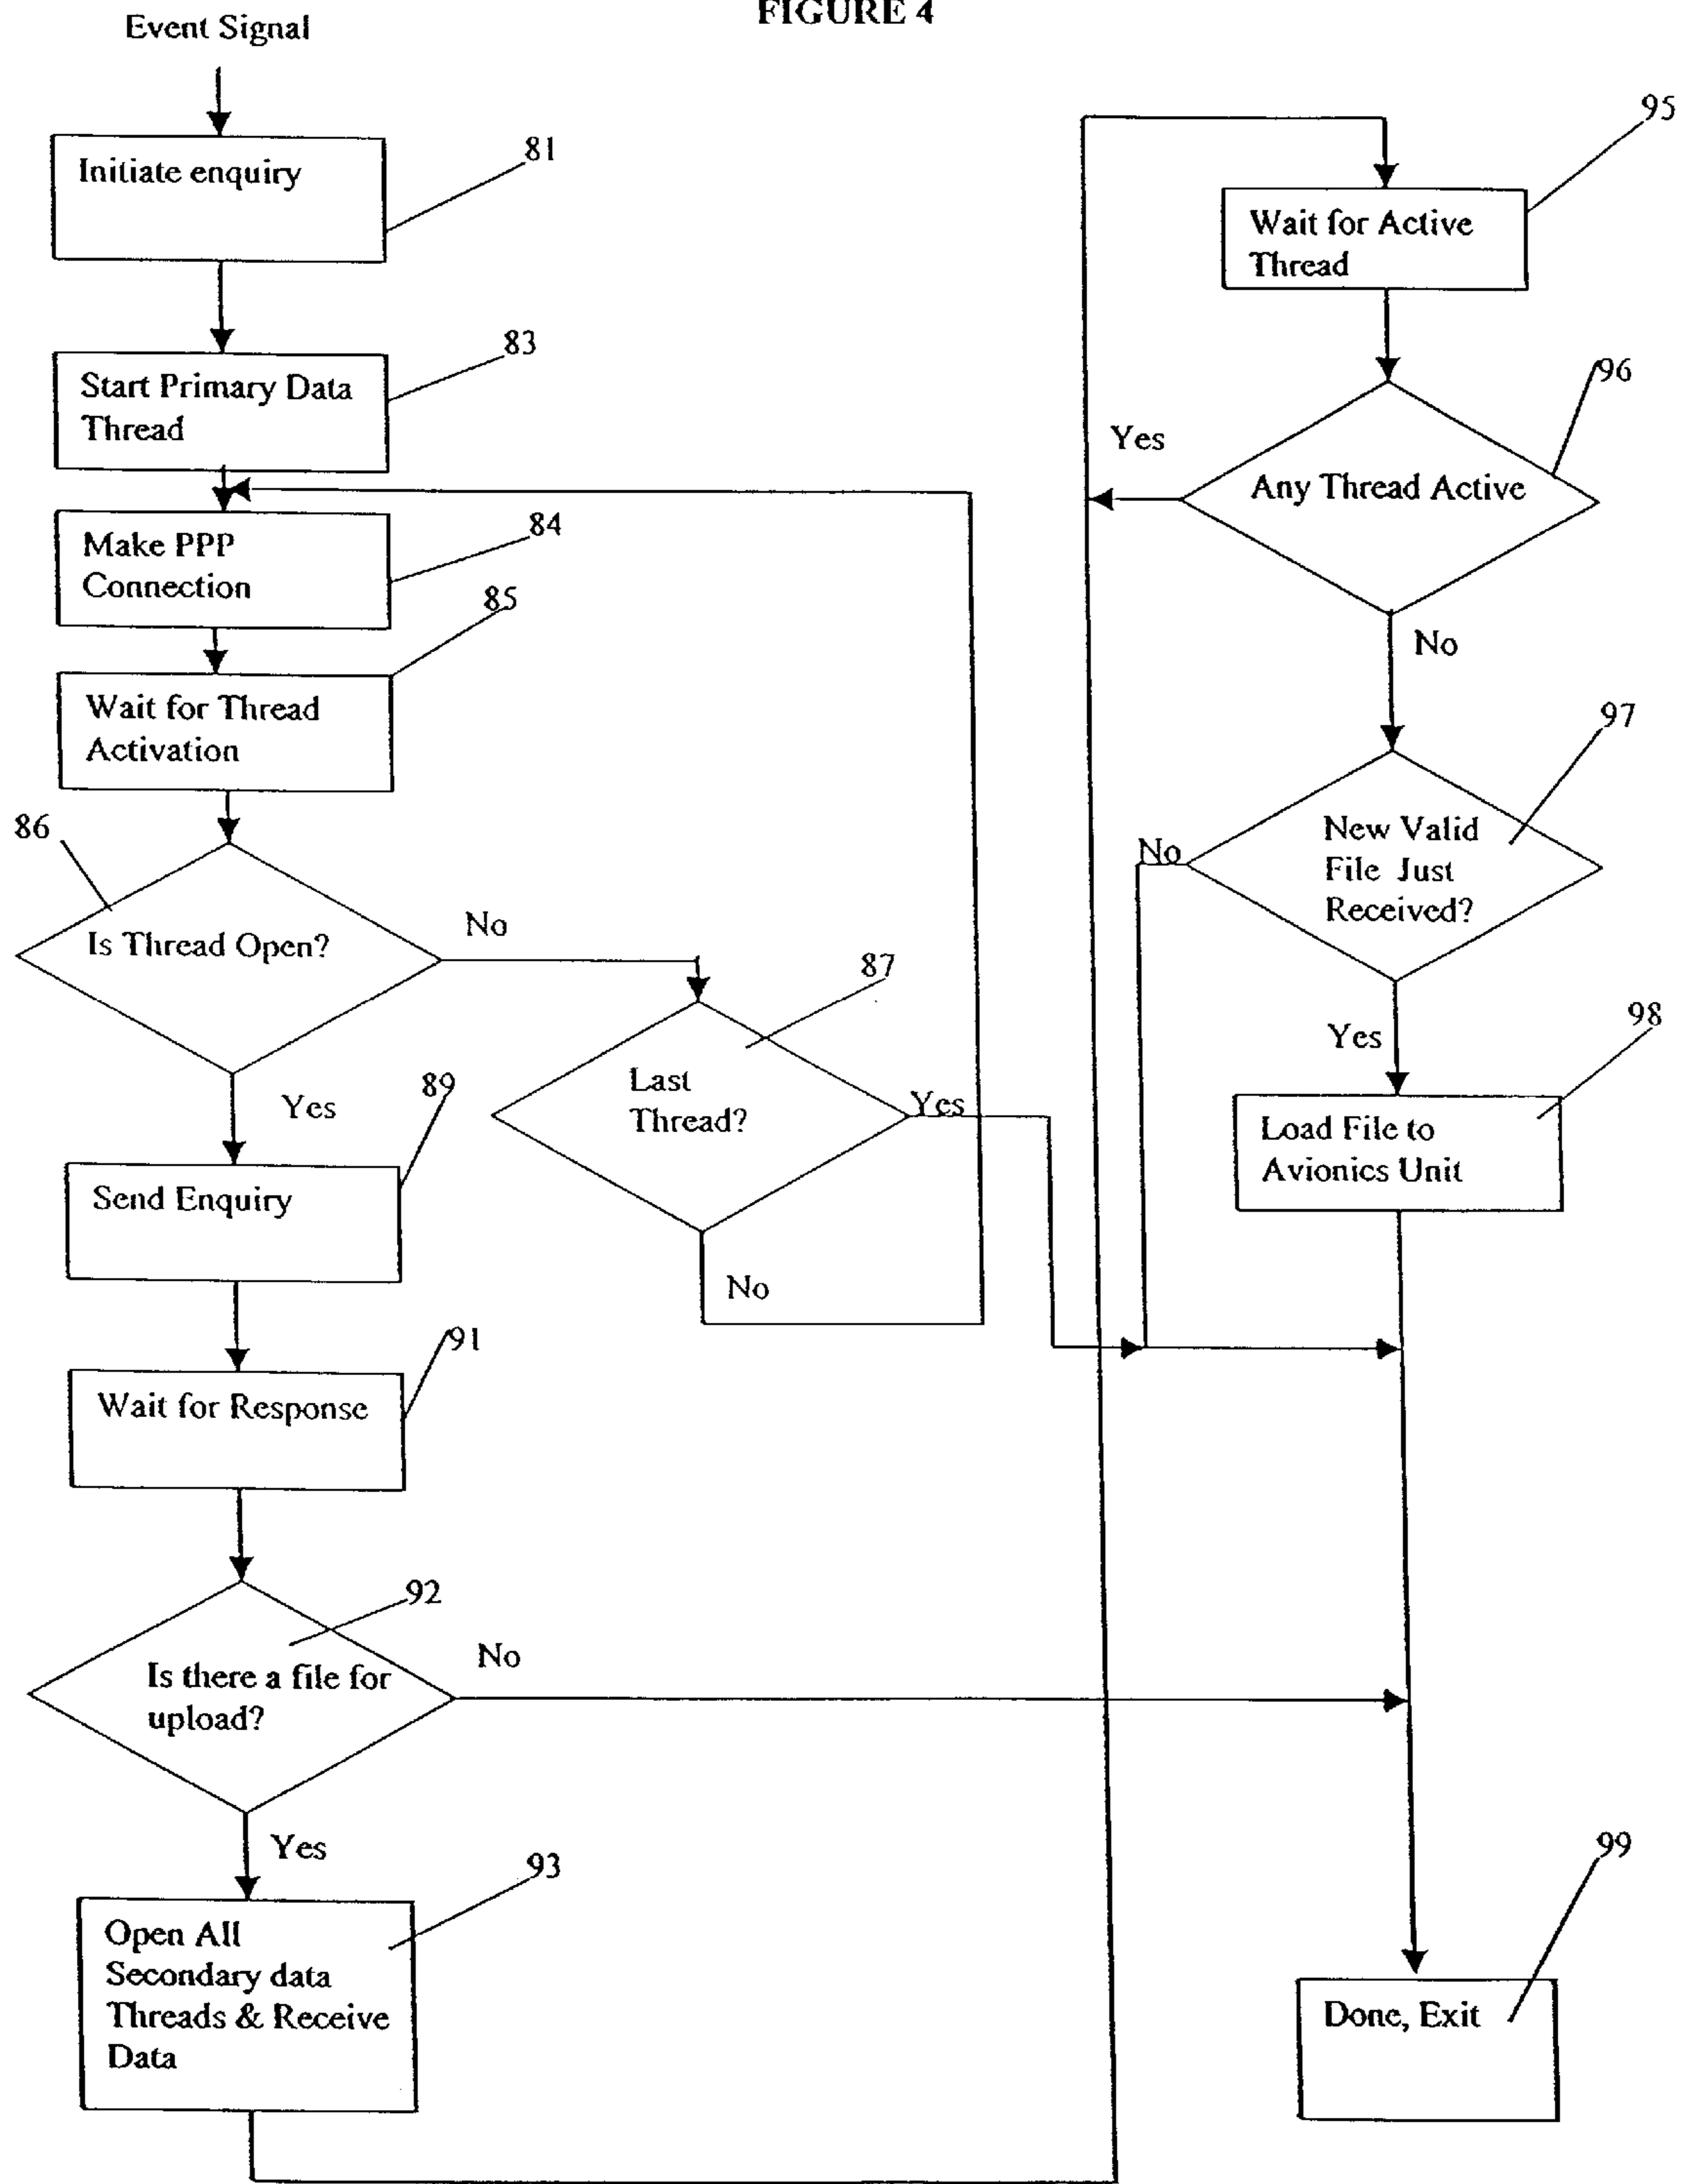 FIGURE 4
Event Signal
Initiate enquiry
81
Start Primary Data
Thread
83
Make PPP
Connection
84
Wait for Thread
Activation
85
86
Is Thread Open?
No
Yes
87
Last
Thread?
Yes
No
89
Send Enquiry
91
Wait for Response
92
Is there a file for
upload?
No
Yes
93
Open All
Secondary data
Threads & Receive
Data
95
Wait for Active
Thread
96
Any Thread Active
Yes
No
97
New Valid
File Just
Received?
No
Yes
98
Load File to
Avionics Unit
99
Done, Exit